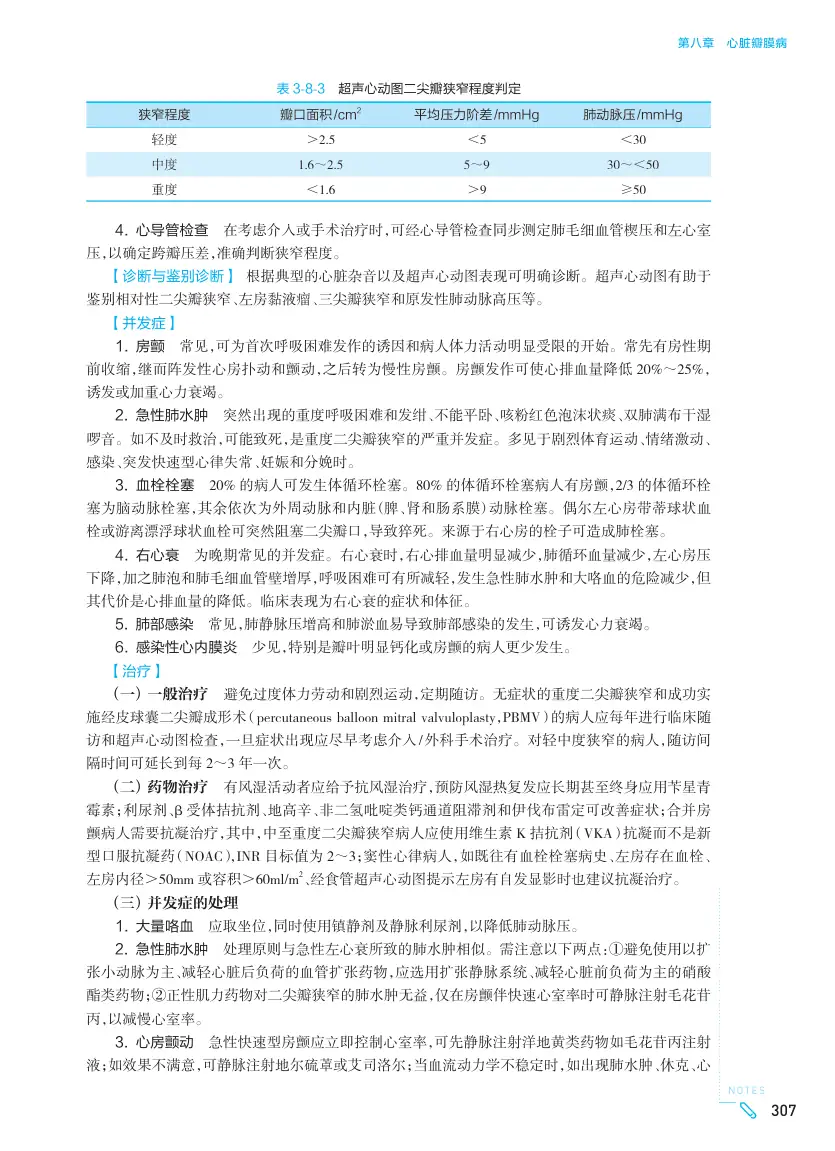 第八章 心脏瓣膜病
表 3-8-3 超声心动图二尖瓣狭窄程度判定
狭窄程度 瓣口面积/cm² 平均压力阶差/mmHg 肺动脉压/mmHg
轻度 >2.5 <5 <30
中度 1.6～2.5 5～9 30～<50
重度 <1.6 >9 ≥50
4. 心导管检查 在考虑介入或手术治疗时,可经心导管检查同步测定肺毛细血管楔压和左心室
压,以确定跨瓣压差,准确判断狭窄程度。
【诊断与鉴别诊断】 根据典型的心脏杂音以及超声心动图表现可明确诊断。超声心动图有助于
鉴别相对性二尖瓣狭窄、左房黏液瘤、三尖瓣狭窄和原发性肺动脉高压等。
【并发症】
1. 房颤 常见,可为首次呼吸困难发作的诱因和病人体力活动明显受限的开始。常先有房性期
前收缩,继而阵发性心房扑动和颤动,之后转为慢性房颤。房颤发作可使心排血量降低 20%～25%,
诱发或加重心力衰竭。
2. 急性肺水肿 突然出现的重度呼吸困难和发绀、不能平卧、咳粉红色泡沫状痰、双肺满布干湿
啰音。如不及时救治,可能致死,是重度二尖瓣狭窄的严重并发症。多见于剧烈体育运动、情绪激动、
感染、突发快速型心律失常、妊娠和分娩时。
3. 血栓栓塞 20% 的病人可发生体循环栓塞。80% 的体循环栓塞病人有房颤,2/3 的体循环栓
塞为脑动脉栓塞,其余依次为外周动脉和内脏(脾、肾和肠系膜)动脉栓塞。偶尔左心房带蒂球状血
栓或游离漂浮球状血栓可突然阻塞二尖瓣口,导致猝死。来源于右心房的栓子可造成肺栓塞。
4. 右心衰 为晚期常见的并发症。右心衰时,右心排血量明显减少,肺循环血量减少,左心房压
下降,加之肺泡和肺毛细血管壁增厚,呼吸困难可有所减轻,发生急性肺水肿和大咯血的危险减少,但
其代价是心排血量的降低。临床表现为右心衰的症状和体征。
5. 肺部感染 常见,肺静脉压增高和肺淤血易导致肺部感染的发生,可诱发心力衰竭。
6. 感染性心内膜炎 少见,特别是瓣叶明显钙化或房颤的病人更少发生。
【治疗】
(一) 一般治疗 避免过度体力劳动和剧烈运动,定期随访。无症状的重度二尖瓣狭窄和成功实
施经皮球囊二尖瓣成形术(percutaneous balloon mitral valvuloplasty,PBMV)的病人应每年进行临床随
访和超声心动图检查,一旦症状出现应尽早考虑介入/外科手术治疗。对轻中度狭窄的病人,随访间
隔时间可延长到每 2～3 年一次。
(二) 药物治疗 有风湿活动者应给予抗风湿治疗,预防风湿热复发应长期甚至终身应用苄星青
霉素;利尿剂、β 受体拮抗剂、地高辛、非二氢吡啶类钙通道阻滞剂和伊伐布雷定可改善症状;合并房
颤病人需要抗凝治疗,其中,中至重度二尖瓣狭窄病人应使用维生素 K 拮抗剂(VKA)抗凝而不是新
型口服抗凝药(NOAC),INR 目标值为 2～3;窦性心律病人,如既往有血栓栓塞病史、左房存在血栓、
左房内径>50mm 或容积>60ml/m²、经食管超声心动图提示左房有自发显影时也建议抗凝治疗。
(三) 并发症的处理
1. 大量咯血 应取坐位,同时使用镇静剂及静脉利尿剂,以降低肺动脉压。
2. 急性肺水肿 处理原则与急性左心衰所致的肺水肿相似。需注意以下两点:①避免使用以扩
张小动脉为主、减轻心脏后负荷的血管扩张药物,应选用扩张静脉系统、减轻心脏前负荷为主的硝酸
酯类药物;②正性肌力药物对二尖瓣狭窄的肺水肿无益,仅在房颤伴快速心室率时可静脉注射毛花苷
丙,以减慢心室率。
3. 心房颤动 急性快速型房颤应立即控制心室率,可先静脉注射洋地黄类药物如毛花苷丙注射
液;如效果不满意,可静脉注射地尔硫䓬或艾司洛尔;当血流动力学不稳定时,如出现肺水肿、休克、心
NOTES
307